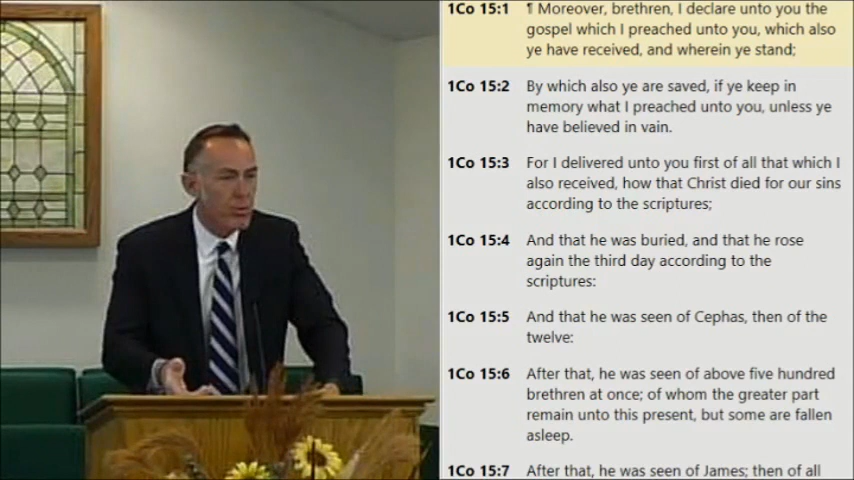 1Co 15:1 ¶ Moreover, brethren, I declare unto you the
gospel which I preached unto you, which also
ye have received, and wherein ye stand;
1Co 15:2 By which also ye are saved, if ye keep in
memory what I preached unto you, unless ye
have believed in vain.
1Co 15:3 For I delivered unto you first of all that which I
also received, how that Christ died for our sins
according to the scriptures;
1Co 15:4 And that he was buried, and that he rose
again the third day according to the
scriptures:
1Co 15:5 And that he was seen of Cephas, then of the
twelve:
1Co 15:6 After that, he was seen of above five hundred
brethren at once; of whom the greater part
remain unto this present, but some are fallen
asleep.
1Co 15:7 After that, he was seen of James; then of all